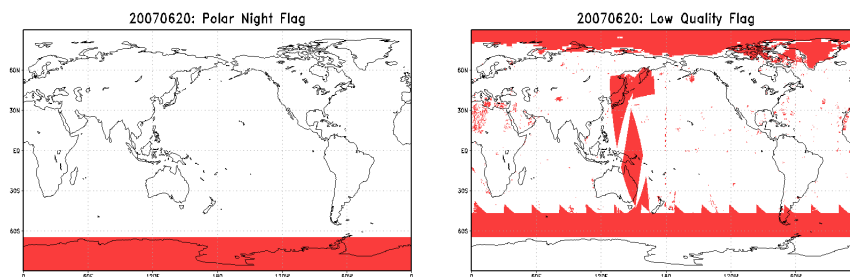 20070620: Polar Night Flag
20070620: Low Quality Flag
60N
30N
EQ
30S
60S
60N
30N
EQ
30S
60S